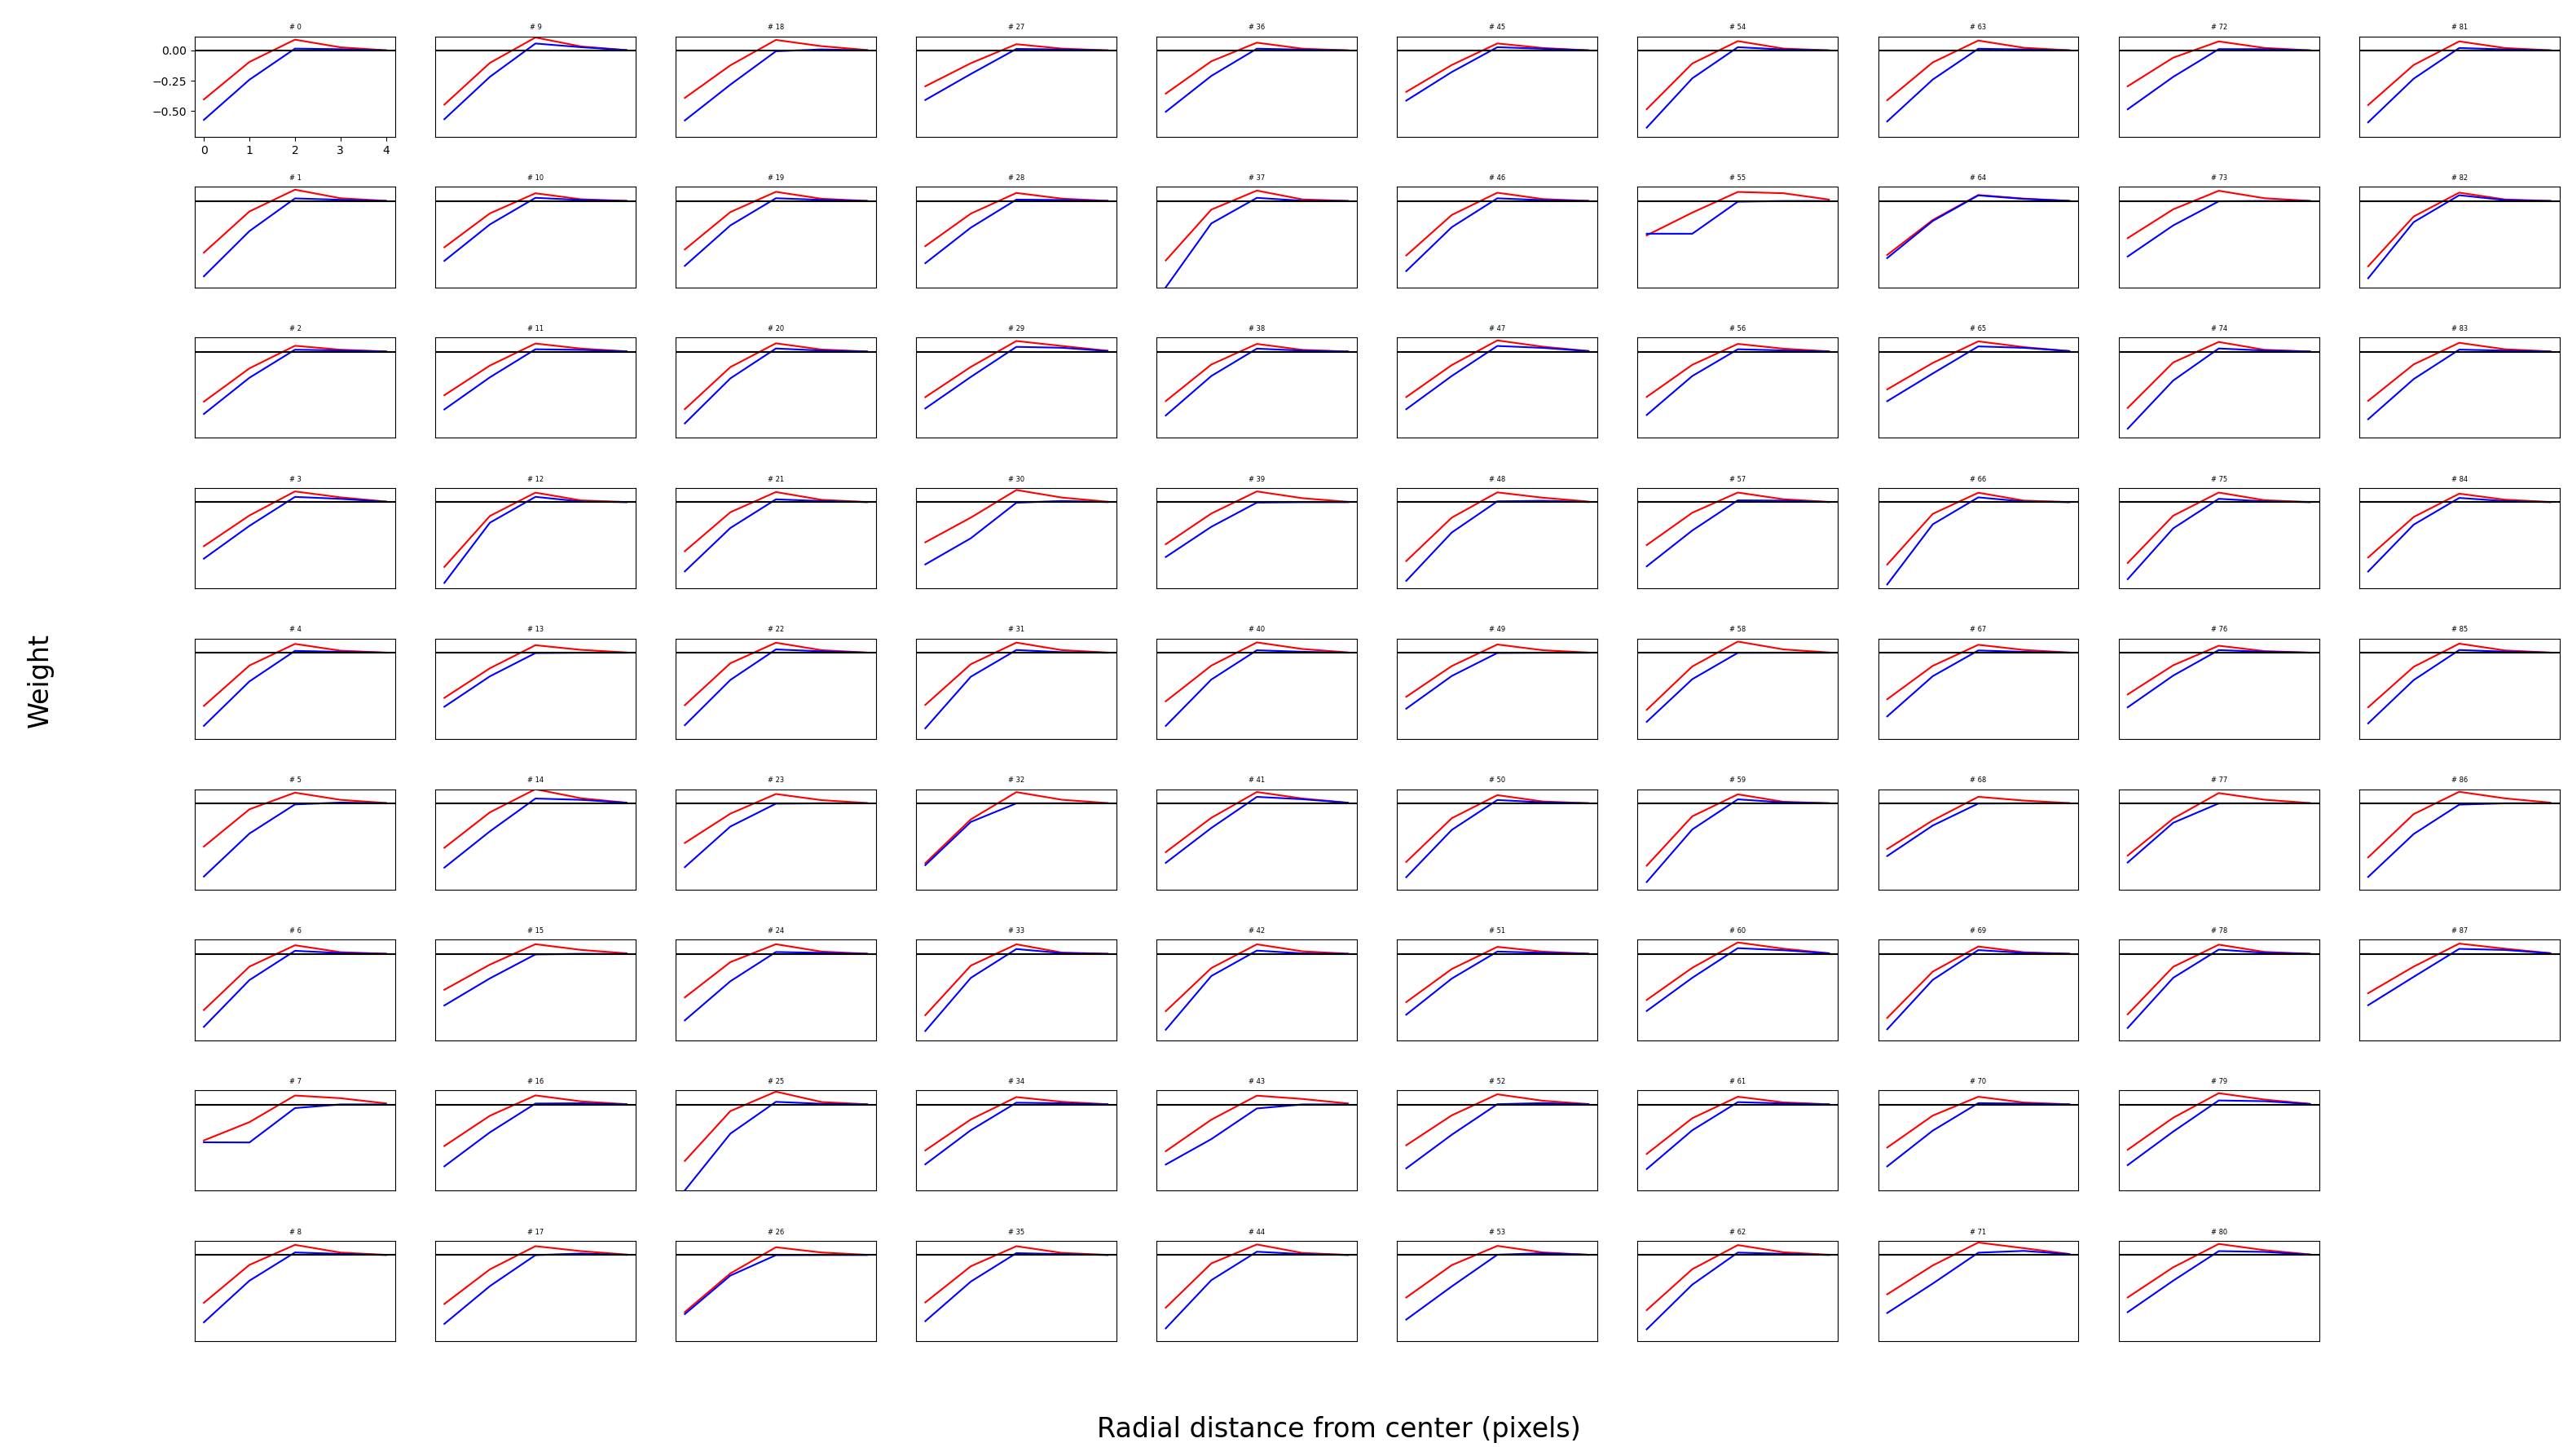 # 0 # 9 # 18 # 27 # 36 # 45 # 54 # 63 # 72 # 81
0.00
−0.25
−0.50
0 1 2 3 4
# 1 # 10 # 19 # 28 # 37 # 46 # 55 # 64 # 73 # 82
# 2 # 11 # 20 # 29 # 38 # 47 # 56 # 65 # 74 # 83
# 3 # 12 # 21 # 30 # 39 # 48 # 57 # 66 # 75 # 84
# 4 # 13 # 22 # 31 # 40 # 49 # 58 # 67 # 76 # 85
Weight
# 5 # 14 # 23 # 32 # 41 # 50 # 59 # 68 # 77 # 86
# 6 # 15 # 24 # 33 # 42 # 51 # 60 # 69 # 78 # 87
# 7 # 16 # 25 # 34 # 43 # 52 # 61 # 70 # 79
# 8 # 17 # 26 # 35 # 44 # 53 # 62 # 71 # 80
Radial distance from center (pixels)